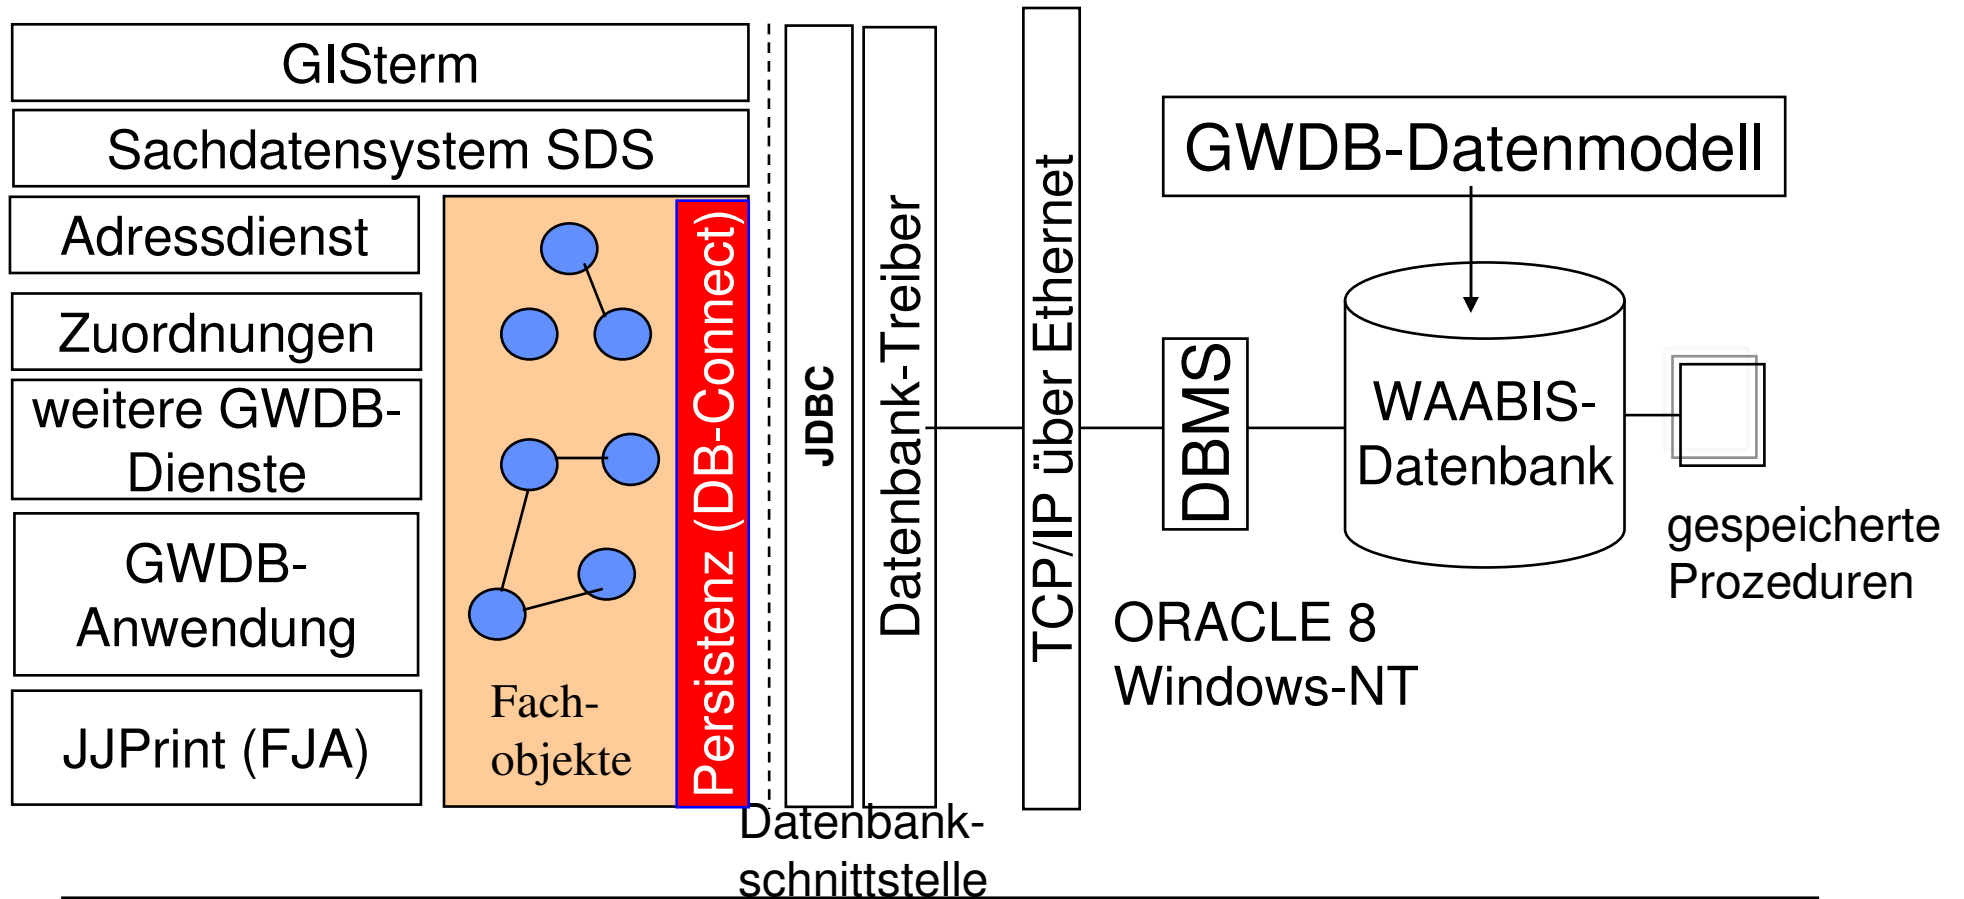 GISterm
Sachdatensystem SDS
Adressdienst
Zuordnungen
weitere GWDB-
Dienste
GWDB-
Anwendung
JJPrint (FJA)
Fach-
objekte
Persistenz (DB-Connect)
JDBC
Datenbank-Treiber
Datenbank-
schnittstelle
TCP/IP über Ethernet
GWDB-Datenmodell
DBMS
WAABIS-
Datenbank
gespeicherte
Prozeduren
ORACLE 8
Windows-NT